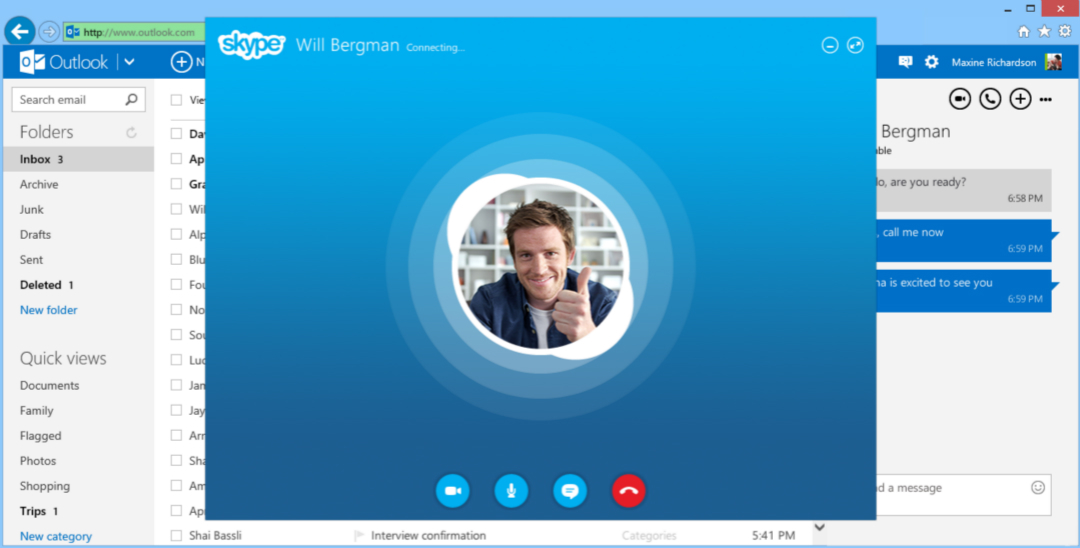 http://www.outlook.com
Outlook
Maxine Richardson
skype
Will Bergman Connecting...
Search email
Folders
Inbox 3
Archive
Junk
Drafts
Sent
Deleted 1
New folder
Quick views
Documents
Family
Flagged
Photos
Shopping
Trips 1
New category
Shai Bassli
Interview confirmation
Categories
5:41 PM
Bergman
, are you ready?
6:58 PM
, call me now
6:59 PM
is excited to see you
6:59 PM
a message